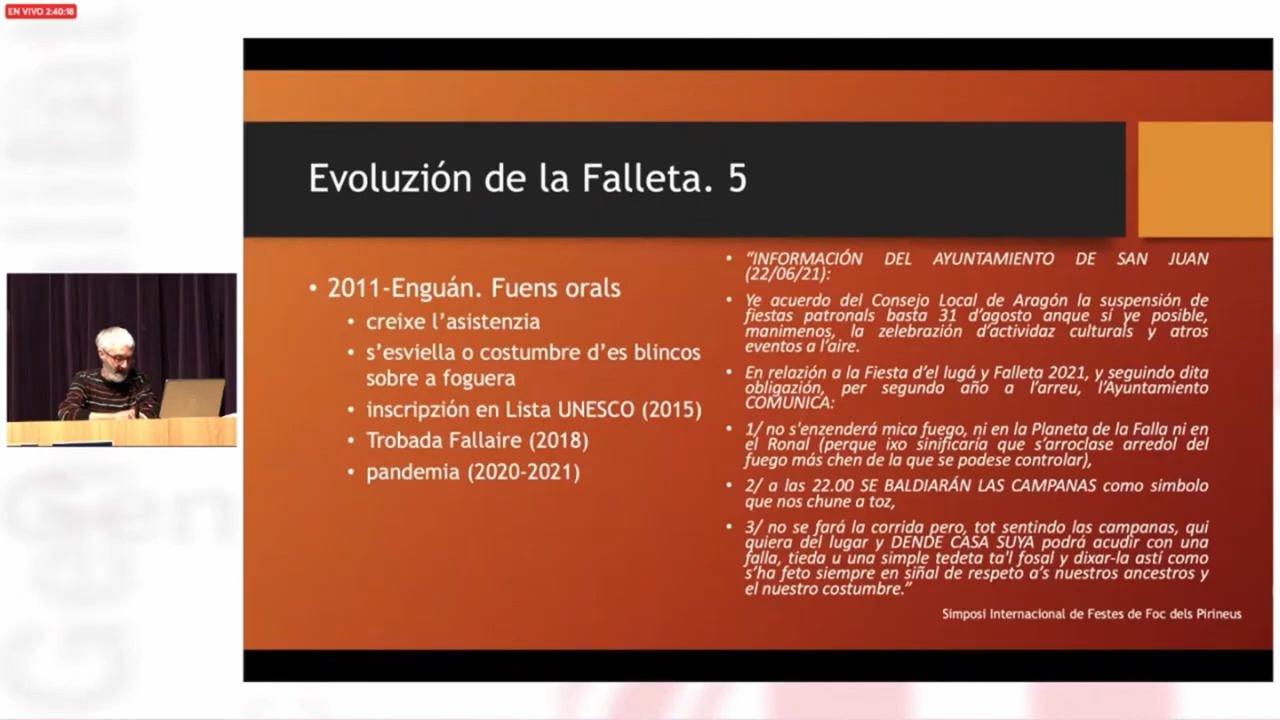 EN VIVO 2:40:18
Evoluzión de la Falleta. 5
• 2011-Enguán. Fuens orals
• creixe l’asistenzia
• s’esviella o costumbre d’es blincos
sobre a foguera
• inscripzión en Lista UNESCO (2015)
• Trobada Fallaire (2018)
• pandemia (2020-2021)
• “INFORMACIÓN DEL AYUNTAMIENTO DE SAN JUAN
(22/06/21):
• Ye acuerdo del Consejo Local de Aragón la suspensión de
fiestas patronals basta 31 d’agosto anque sí ye posible,
manimenos, la zelebrazión d’actividaz culturals y atros
eventos a l’aire.
• En relazión a la Fiesta d’el lugá y Falleta 2021, y seguindo dita
obligazión, per segundo año a l’arreu, l’Ayuntamiento
COMUNICA:
• 1/ no s'enzenderá mica fuego, ni en la Planeta de la Falla ni en
el Ronal (perque ixo sinificaría que s’arroclase arredol del
fuego más chen de la que se podese controlar),
• 2/ a las 22.00 SE BALDIARÁN LAS CAMPANAS como simbolo
que nos chune a toz,
• 3/ no se fará la corrida pero, tot sentindo las campanas, qui
quiera del lugar y DENDE CASA SUYA podrá acudir con una
falla, tieda u una simple tedeta ta'l fosal y dixar-la astí como
s’ha feto siempre en siñal de respeto a’s nuestros ancestros y
el nuestro costumbre.”
Simposi Internacional de Festes de Foc dels Pirineus